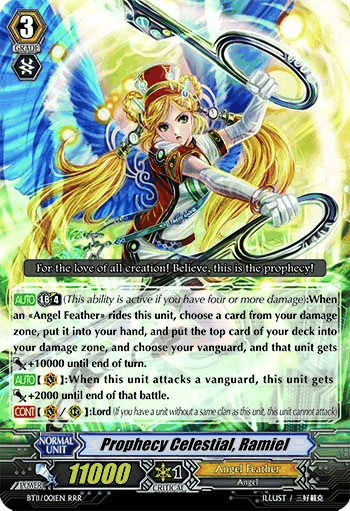 3
GRADE
For the love of all creation! Believe, this is the prophecy!
AUTO LB 4 (This ability is active if you have four or more damage):When
an «Angel Feather» rides this unit, choose a card from your damage
zone, put it into your hand, and put the top card of your deck into
your damage zone, and choose your vanguard, and that unit gets
+10000 until end of turn.
AUTO [ ]:When this unit attacks a vanguard, this unit gets
+2000 until end of that battle.
CONT [ / ]:Lord (If you have a unit without a same clan as this unit, this unit cannot attack)
NORMAL UNIT
Prophecy Celestial, Ramiel
POWER 11000
1
CRITICAL
Angel Feather
Angel
BT11/001EN RRR
ILLUST / 三好載克